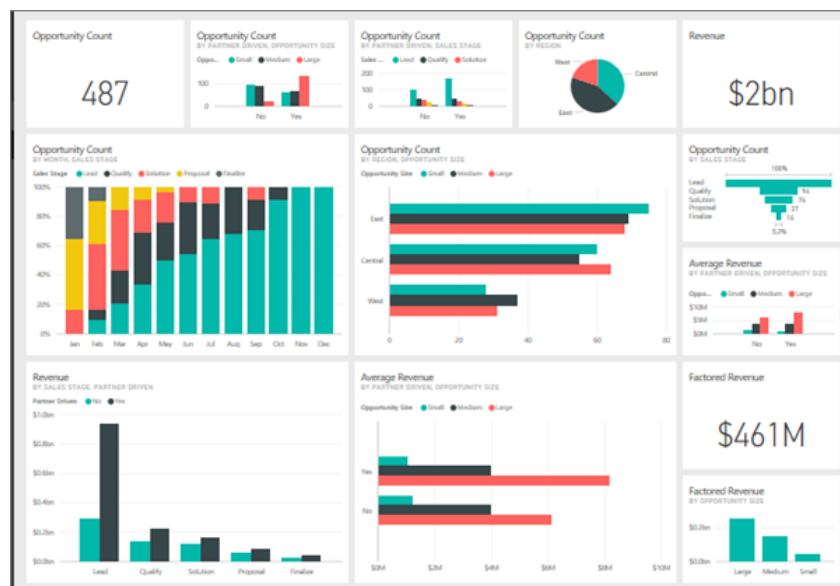 Opportunity Count
487
Opportunity Count
BY PARTNER DRIVEN, OPPORTUNITY SIZE
Oppo... Small Medium Large
100
0
No Yes
Opportunity Count
BY PARTNER DRIVEN, SALES STAGE
Sales ... Lead Qualify Solution
200
100
0
No Yes
Opportunity Count
BY REGION
West
Central
East
Revenue
$2bn
Opportunity Count
BY MONTH, SALES STAGE
Sales Stage Lead Qualify Solution Proposal Finalize
100%
80%
60%
40%
20%
0%
Jan Feb Mar Apr May Jun Jul Aug Sep Oct Nov Dec
Opportunity Count
BY REGION, OPPORTUNITY SIZE
Opportunity Size Small Medium Large
East
Central
West
0 20 40 60 80
Opportunity Count
BY SALES STAGE
100%
Lead
Qualify 94
Solution 76
Proposal 37
Finalize 14
5.2%
Average Revenue
BY PARTNER DRIVEN, OPPORTUNITY SIZE
Oppo... Small Medium Large
$10M
$5M
$0M
No Yes
Revenue
BY SALES STAGE, PARTNER DRIVEN
Partner Driven No Yes
$1.0bn
$0.8bn
$0.6bn
$0.4bn
$0.2bn
$0.0bn
Lead Qualify Solution Proposal Finalize
Average Revenue
BY PARTNER DRIVEN, OPPORTUNITY SIZE
Opportunity Size Small Medium Large
Yes
No
$0M $2M $4M $6M $8M $10M
Factored Revenue
$461M
Factored Revenue
BY OPPORTUNITY SIZE
$0.2bn
$0.0bn
Large Medium Small